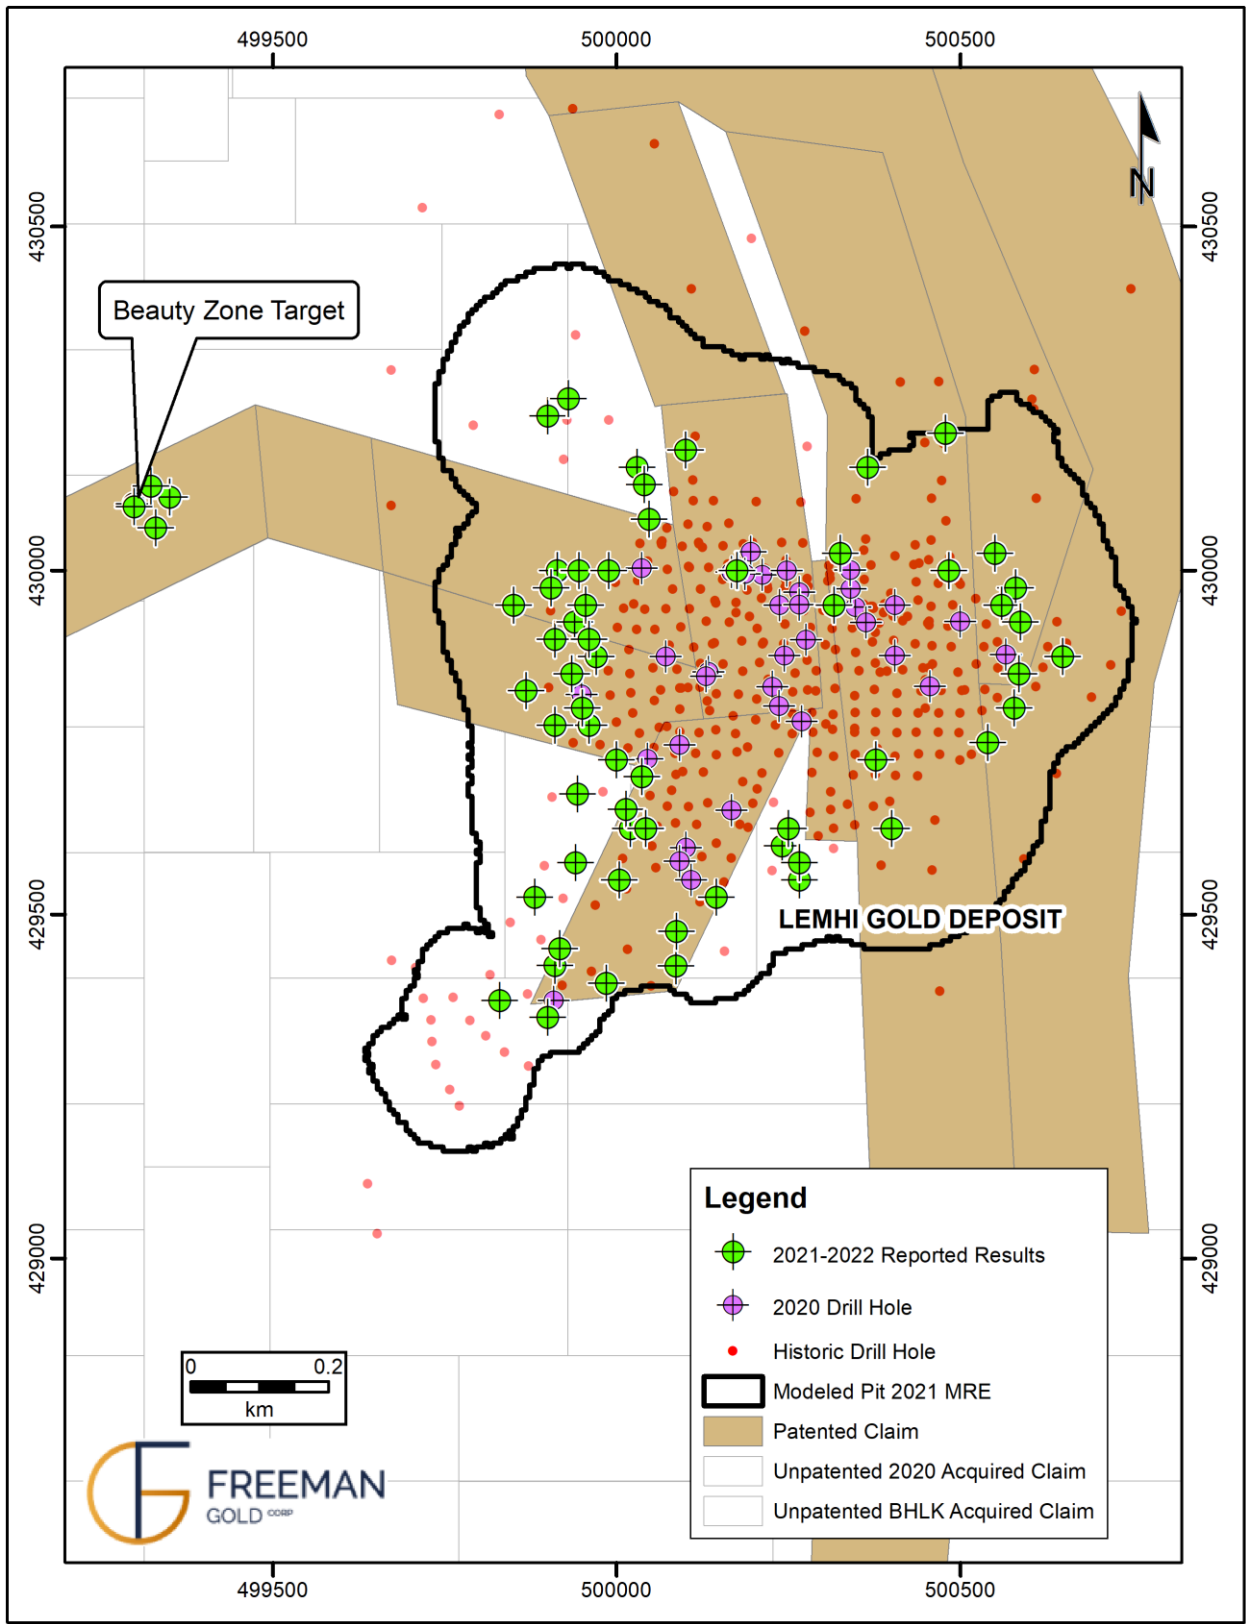 499500 500000 500500
430500 430500
Beauty Zone Target
N
430000 430000
429500 429500
LEMHI GOLD DEPOSIT
429000 429000
Legend
2021-2022 Reported Results
2020 Drill Hole
Historic Drill Hole
Modeled Pit 2021 MRE
Patented Claim
Unpatented 2020 Acquired Claim
Unpatented BHLK Acquired Claim
0 0.2
km
FREEMAN
GOLD CORP
499500 500000 500500